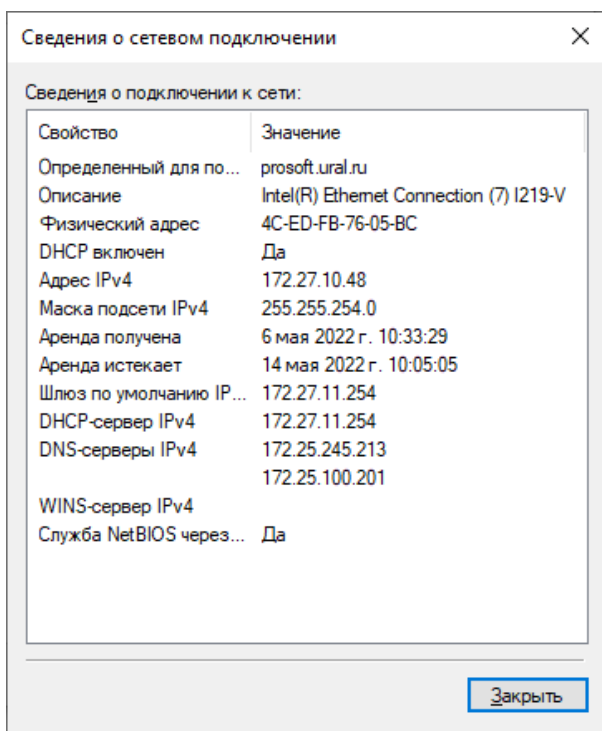 Сведения о сетевом подключении
Сведения о подключении к сети:
Свойство Значение
Определенный для по... prosoft.ural.ru
Описание Intel(R) Ethernet Connection (7) I219-V
Физический адрес 4C-ED-FB-76-05-BC
DHCP включен Да
Адрес IPv4 172.27.10.48
Маска подсети IPv4 255.255.254.0
Аренда получена 6 мая 2022 г. 10:33:29
Аренда истекает 14 мая 2022 г. 10:05:05
Шлюз по умолчанию IP... 172.27.11.254
DHCP-сервер IPv4 172.27.11.254
DNS-серверы IPv4 172.25.245.213
172.25.100.201
WINS-сервер IPv4
Служба NetBIOS через... Да
Закрыть